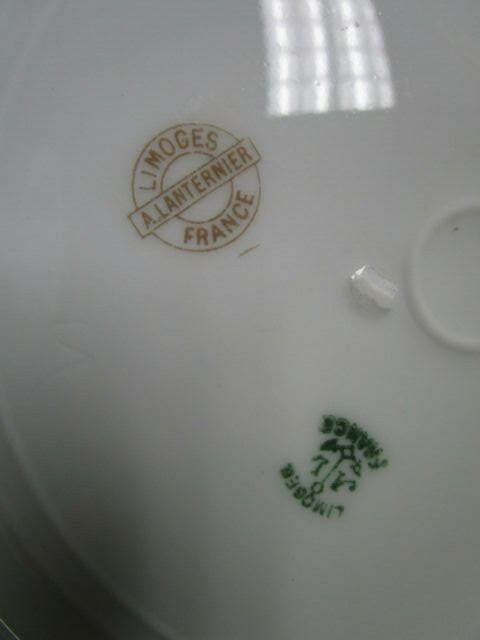 LIMOGES
A. LANTERNIER
FRANCE
FRANCE
LIMOGES